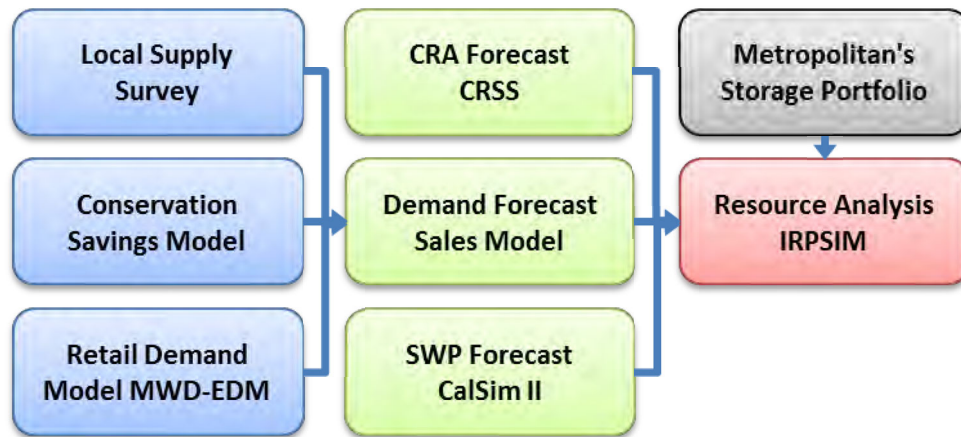 Local Supply
Survey
CRA Forecast
CRSS
Metropolitan's
Storage Portfolio
Conservation
Savings Model
Demand Forecast
Sales Model
Resource Analysis
IRPSIM
Retail Demand
Model MWD-EDM
SWP Forecast
CalSim II